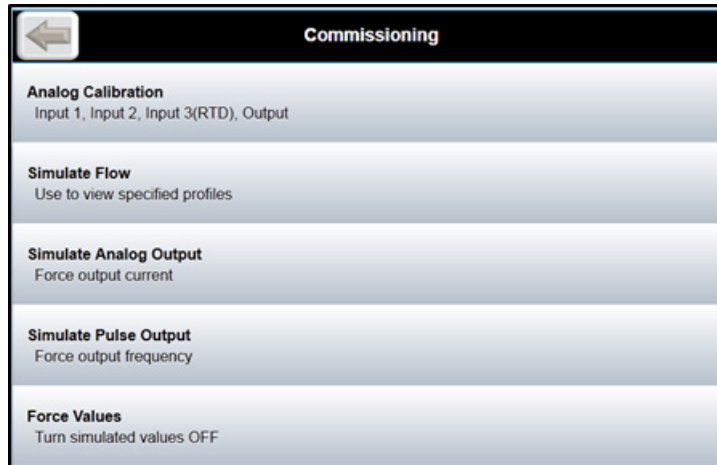 Commissioning
Analog Calibration
Input 1, Input 2, Input 3(RTD), Output
Simulate Flow
Use to view specified profiles
Simulate Analog Output
Force output current
Simulate Pulse Output
Force output frequency
Force Values
Turn simulated values OFF